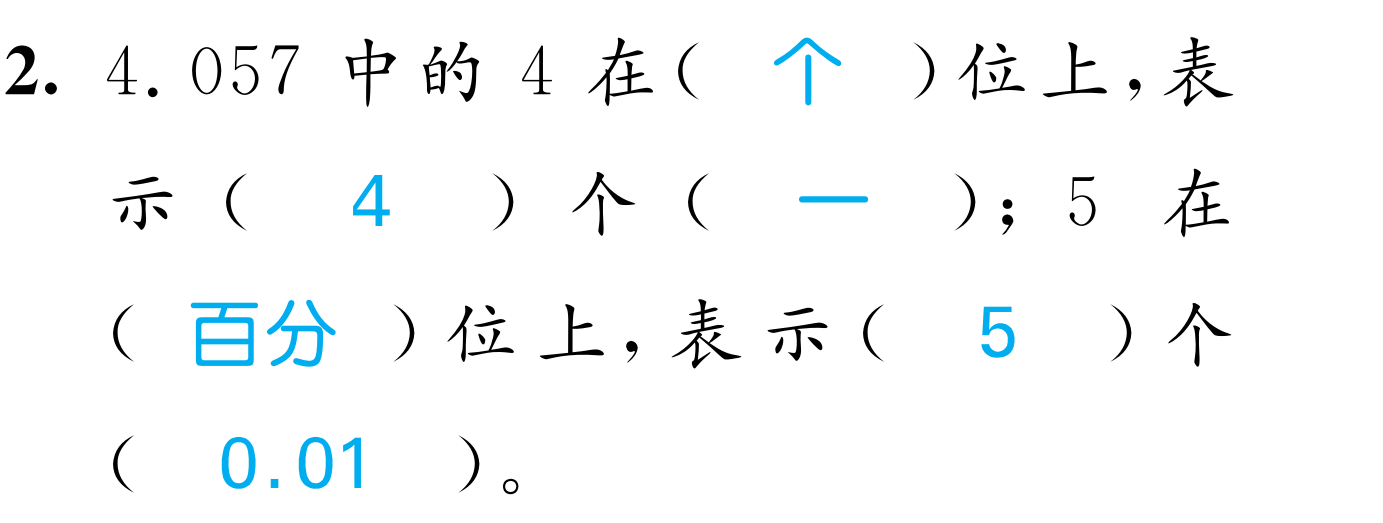 2. 4.057 中的 4 在( 个 )位上,表
示( 4 )个( 一 );5 在
( 百分 )位上,表示( 5 )个
( 0.01 )。